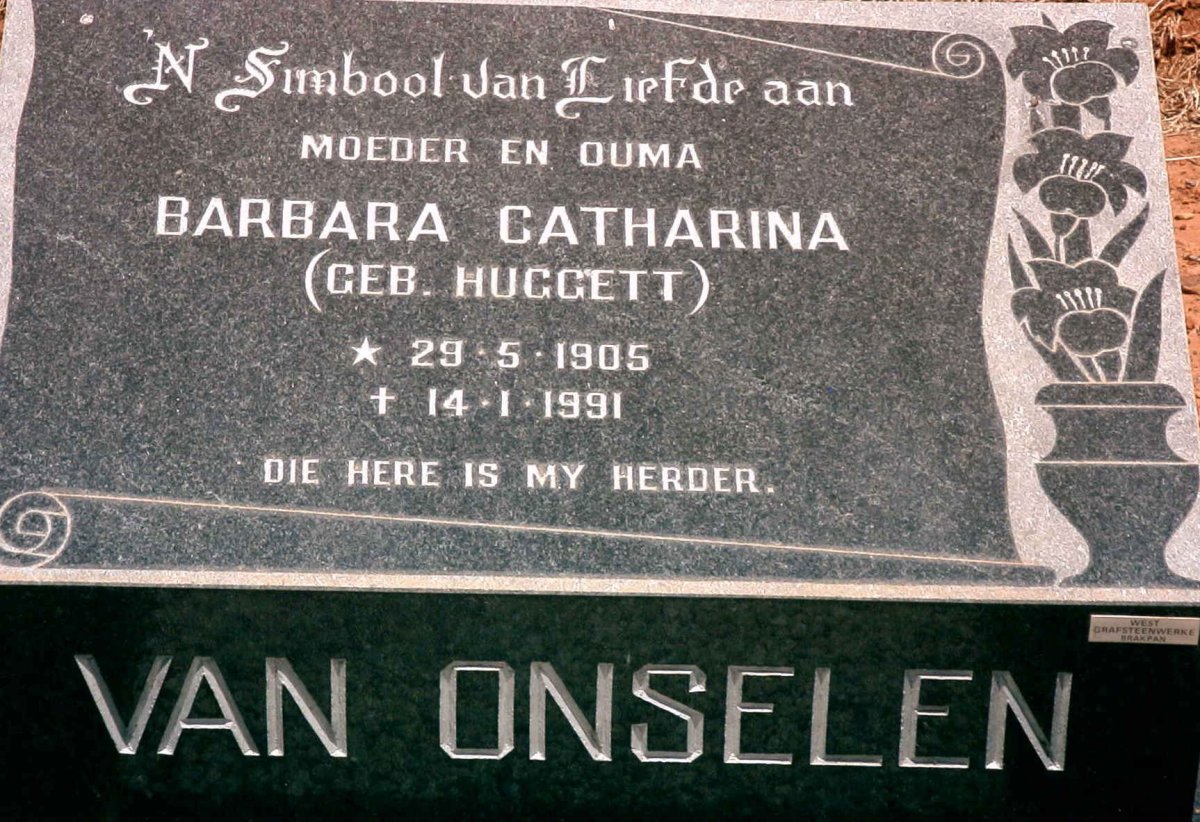 'N Simbool van Liefde aan
MOEDER EN OUMA
BARBARA CATHARINA
(GEB. HUGGETT)
★ 29·5·1905
✝ 14·1·1991
DIE HERE IS MY HERDER.
VAN ONSELEN
WEST
GRAFSTEENWERKE
BRAKPAN